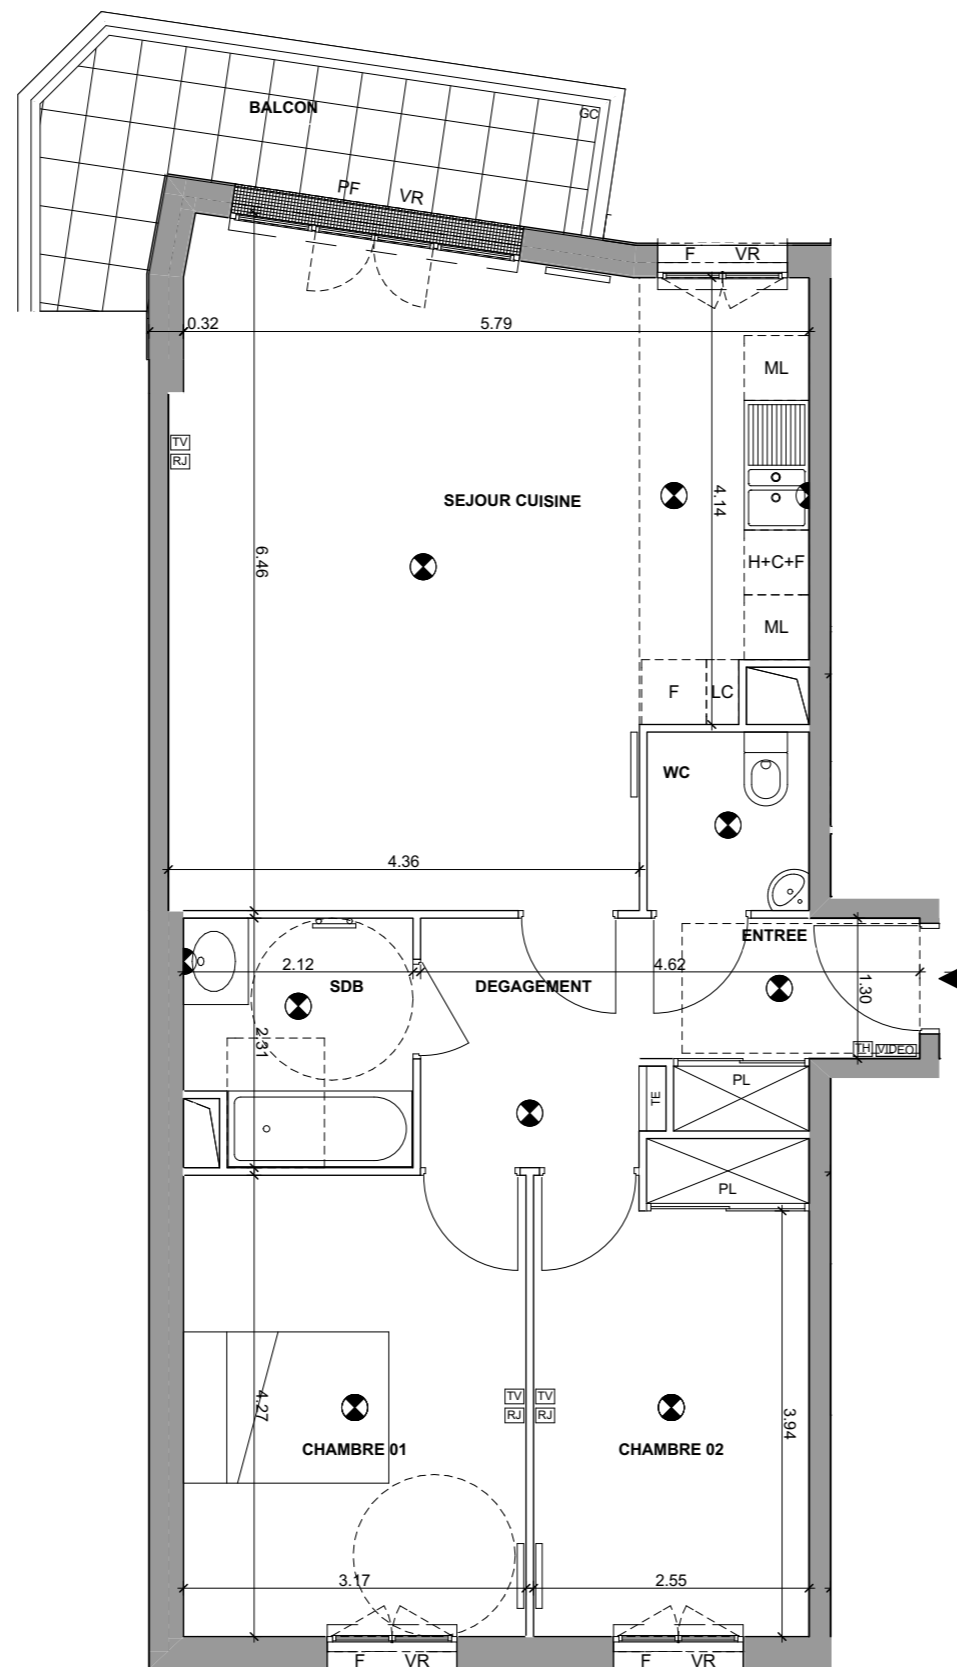 BALCON
GC
PF VR
F VR
0.32 5.79
ML
TV
RJ
SEJOUR CUISINE
4.14
6.46
H+C+F
ML
F LC
WC
4.36
ENTREE
2.12 SDB DEGAGEMENT 4.62
1.30
2.31
TH VIDEO
PL
TE
PL
TV TV
RJ RJ
4.27
3.94
CHAMBRE 01 CHAMBRE 02
3.17 2.55
F VR F VR